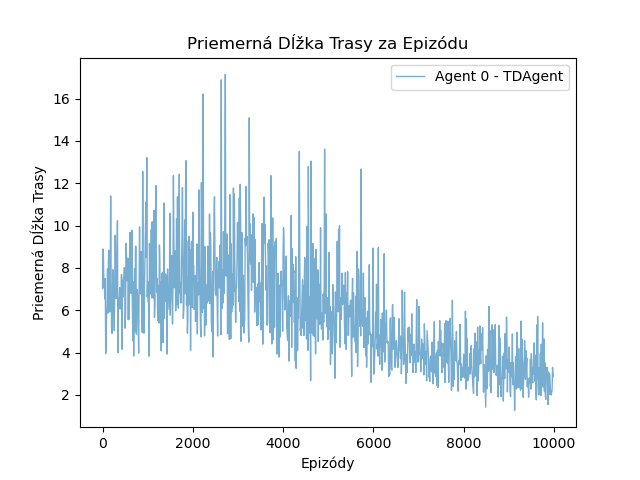 Priemerná Dĺžka Trasy za Epizódu
Agent 0 - TDAgent
Priemerná Dĺžka Trasy
16
14
12
10
8
6
4
2
0 2000 4000 6000 8000 10000
Epizódy